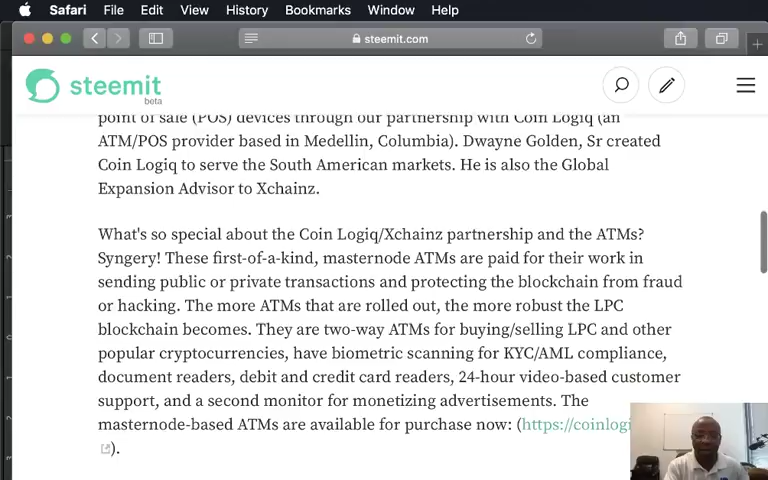 Safari File Edit View History Bookmarks Window Help
steemit.com
steemit
beta
point of sale (POS) devices through our partnership with Coin Logiq (an
ATM/POS provider based in Medellin, Columbia). Dwayne Golden, Sr created
Coin Logiq to serve the South American markets. He is also the Global
Expansion Advisor to Xchainz.
What's so special about the Coin Logiq/Xchainz partnership and the ATMs?
Syngery! These first-of-a-kind, masternode ATMs are paid for their work in
sending public or private transactions and protecting the blockchain from fraud
or hacking. The more ATMs that are rolled out, the more robust the LPC
blockchain becomes. They are two-way ATMs for buying/selling LPC and other
popular cryptocurrencies, have biometric scanning for KYC/AML compliance,
document readers, debit and credit card readers, 24-hour video-based customer
support, and a second monitor for monetizing advertisements. The
masternode-based ATMs are available for purchase now: (https://coinlogi
).